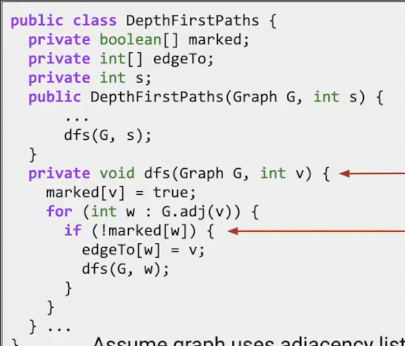 public class DepthFirstPaths {
  private boolean[] marked;
  private int[] edgeTo;
  private int s;
  public DepthFirstPaths(Graph G, int s) {
    ...
    dfs(G, s);
  }
  private void dfs(Graph G, int v) {
    marked[v] = true;
    for (int w : G.adj(v)) {
      if (!marked[w]) {
        edgeTo[w] = v;
        dfs(G, w);
      }
    }
  } ...
}
Assume graph uses adjacency list